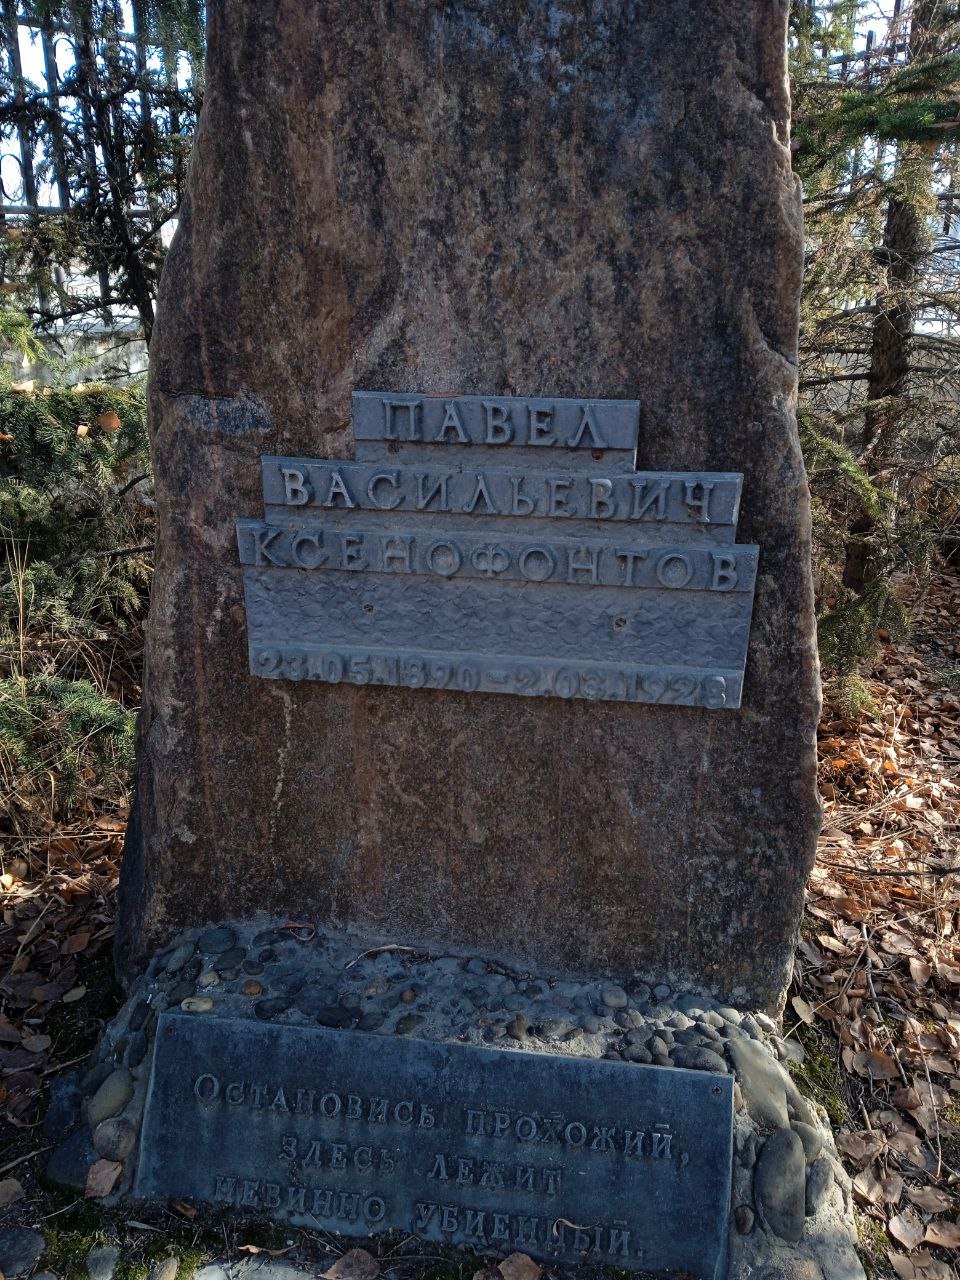 ПАВЕЛ
ВАСИЛЬЕВИЧ
КСЕНОФОНТОВ
23.05.1890-2.03.1928
ОСТАНОВИСЬ ПРОХОЖИЙ,
ЗДЕСЬ ЛЕЖИТ
НЕВИННО УБИЕННЫЙ.